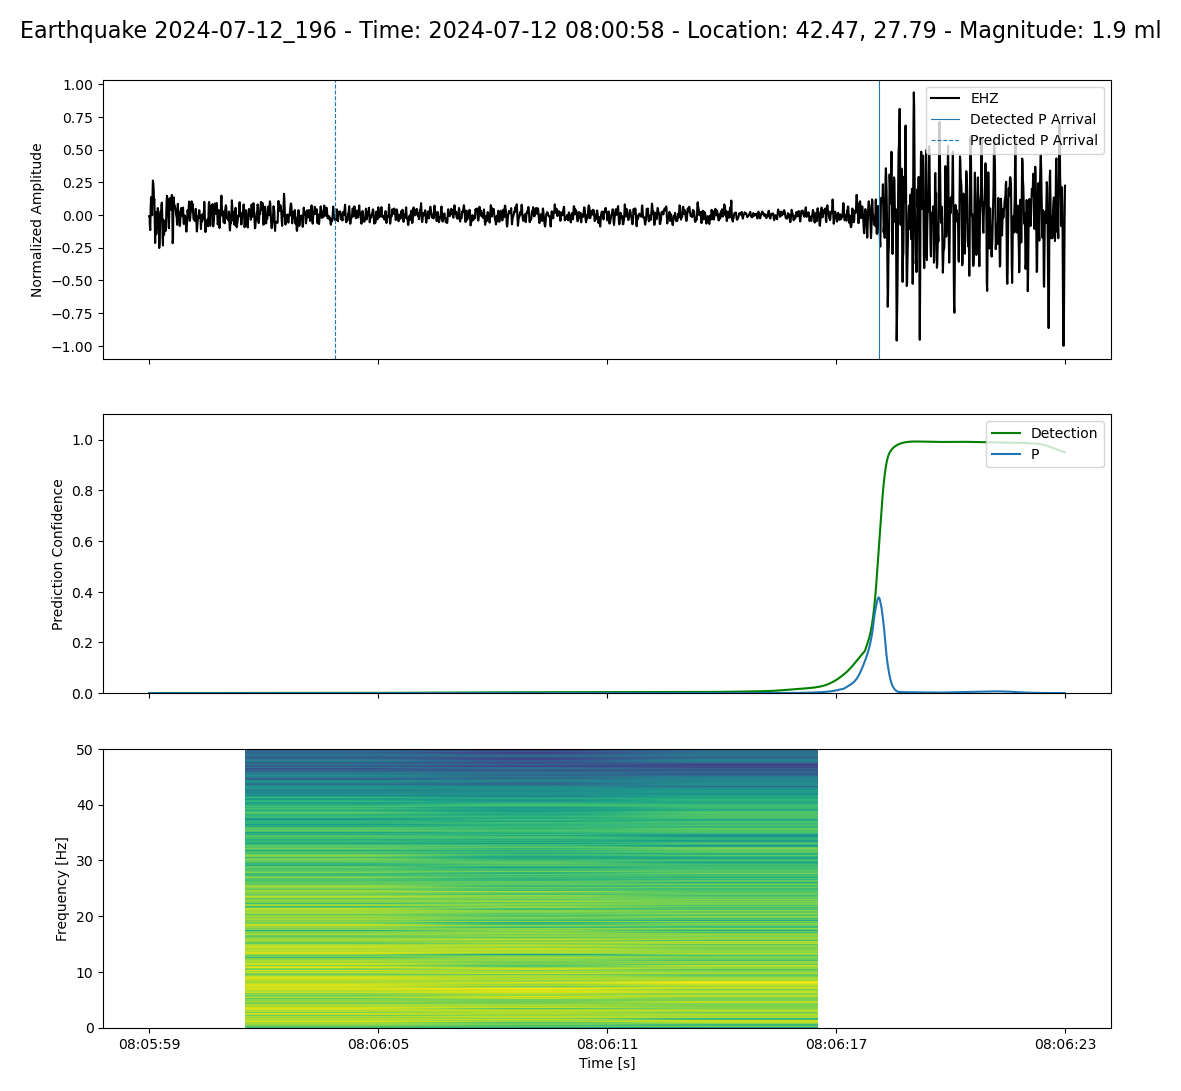 Earthquake 2024-07-12_196 - Time: 2024-07-12 08:00:58 - Location: 42.47, 27.79 - Magnitude: 1.9 ml
Normalized Amplitude
1.00
0.75
0.50
0.25
0.00
−0.25
−0.50
−0.75
−1.00
EHZ
Detected P Arrival
Predicted P Arrival
Prediction Confidence
1.0
0.8
0.6
0.4
0.2
0.0
Detection
P
Frequency [Hz]
50
40
30
20
10
0
08:05:59 08:06:05 08:06:11 08:06:17 08:06:23
Time [s]